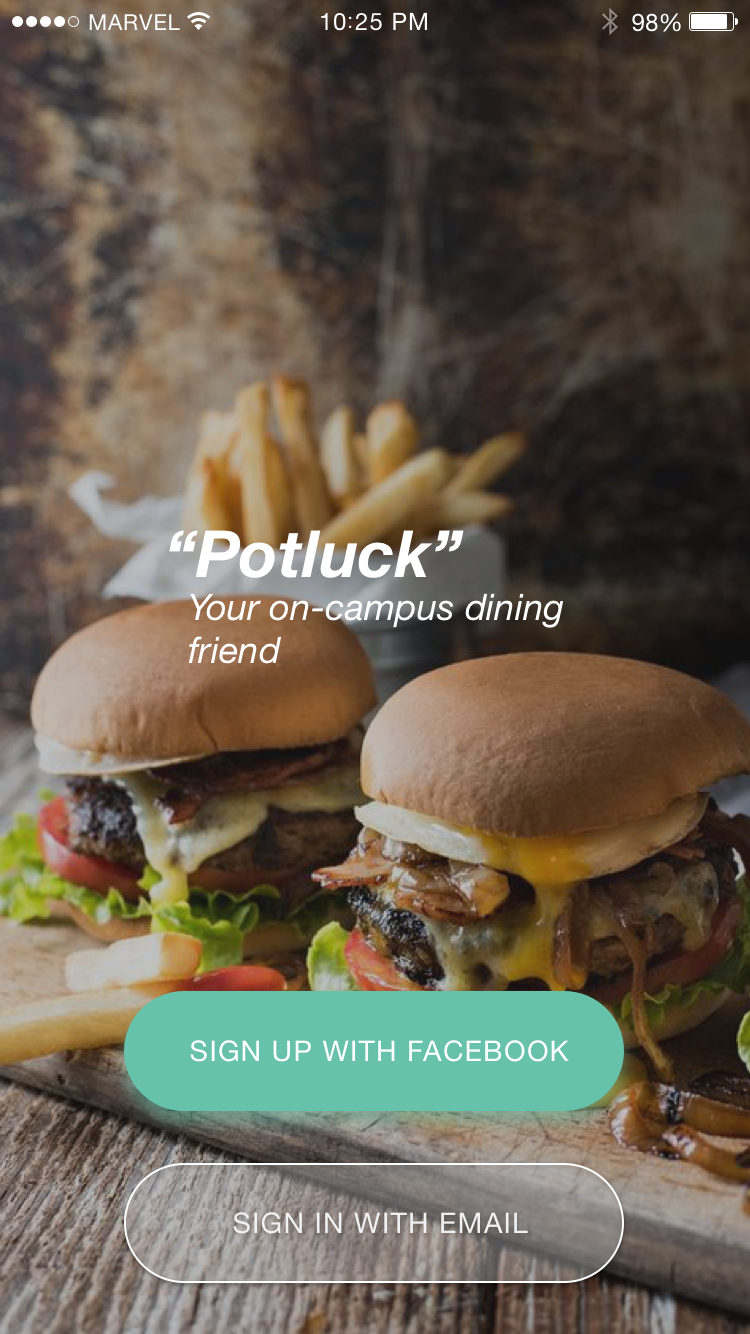 MARVEL 10:25 PM 98%
“Potluck”
Your on-campus dining
friend
SIGN UP WITH FACEBOOK
SIGN IN WITH EMAIL